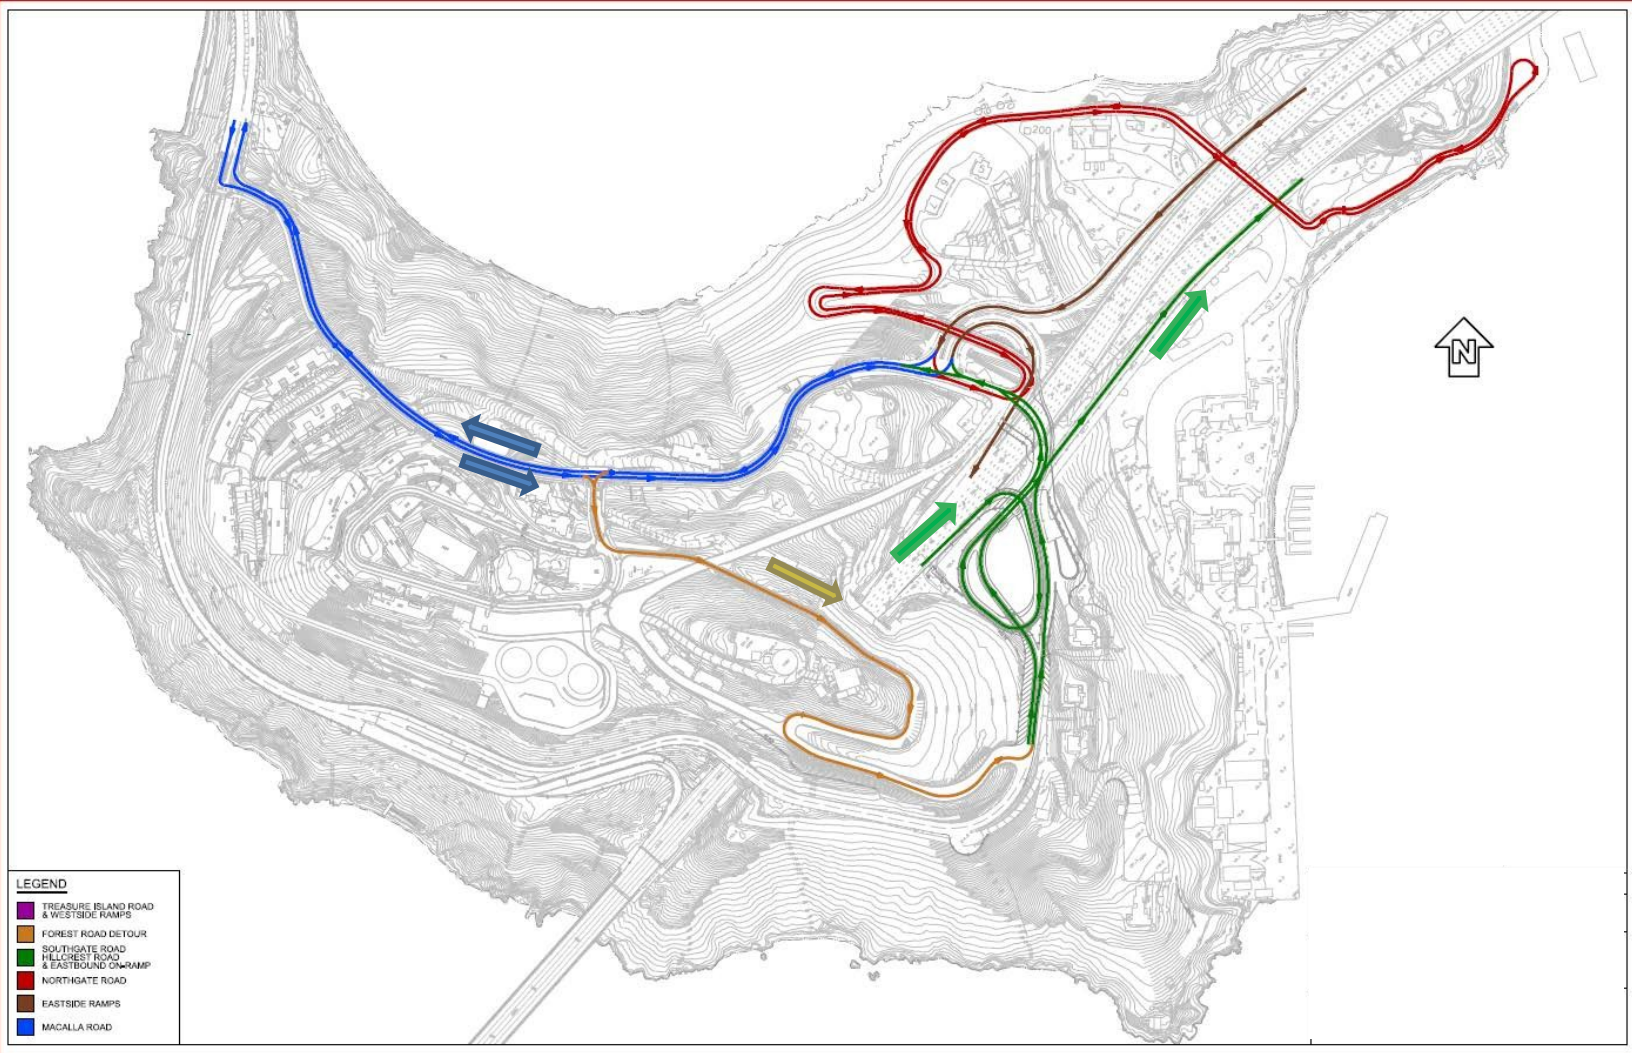 N
LEGEND
TREASURE ISLAND ROAD
& WESTSIDE RAMPS
FOREST ROAD DETOUR
SOUTHGATE ROAD
HILLCREST ROAD
& EASTBOUND ON-RAMP
NORTHGATE ROAD
EASTSIDE RAMPS
MACALLA ROAD